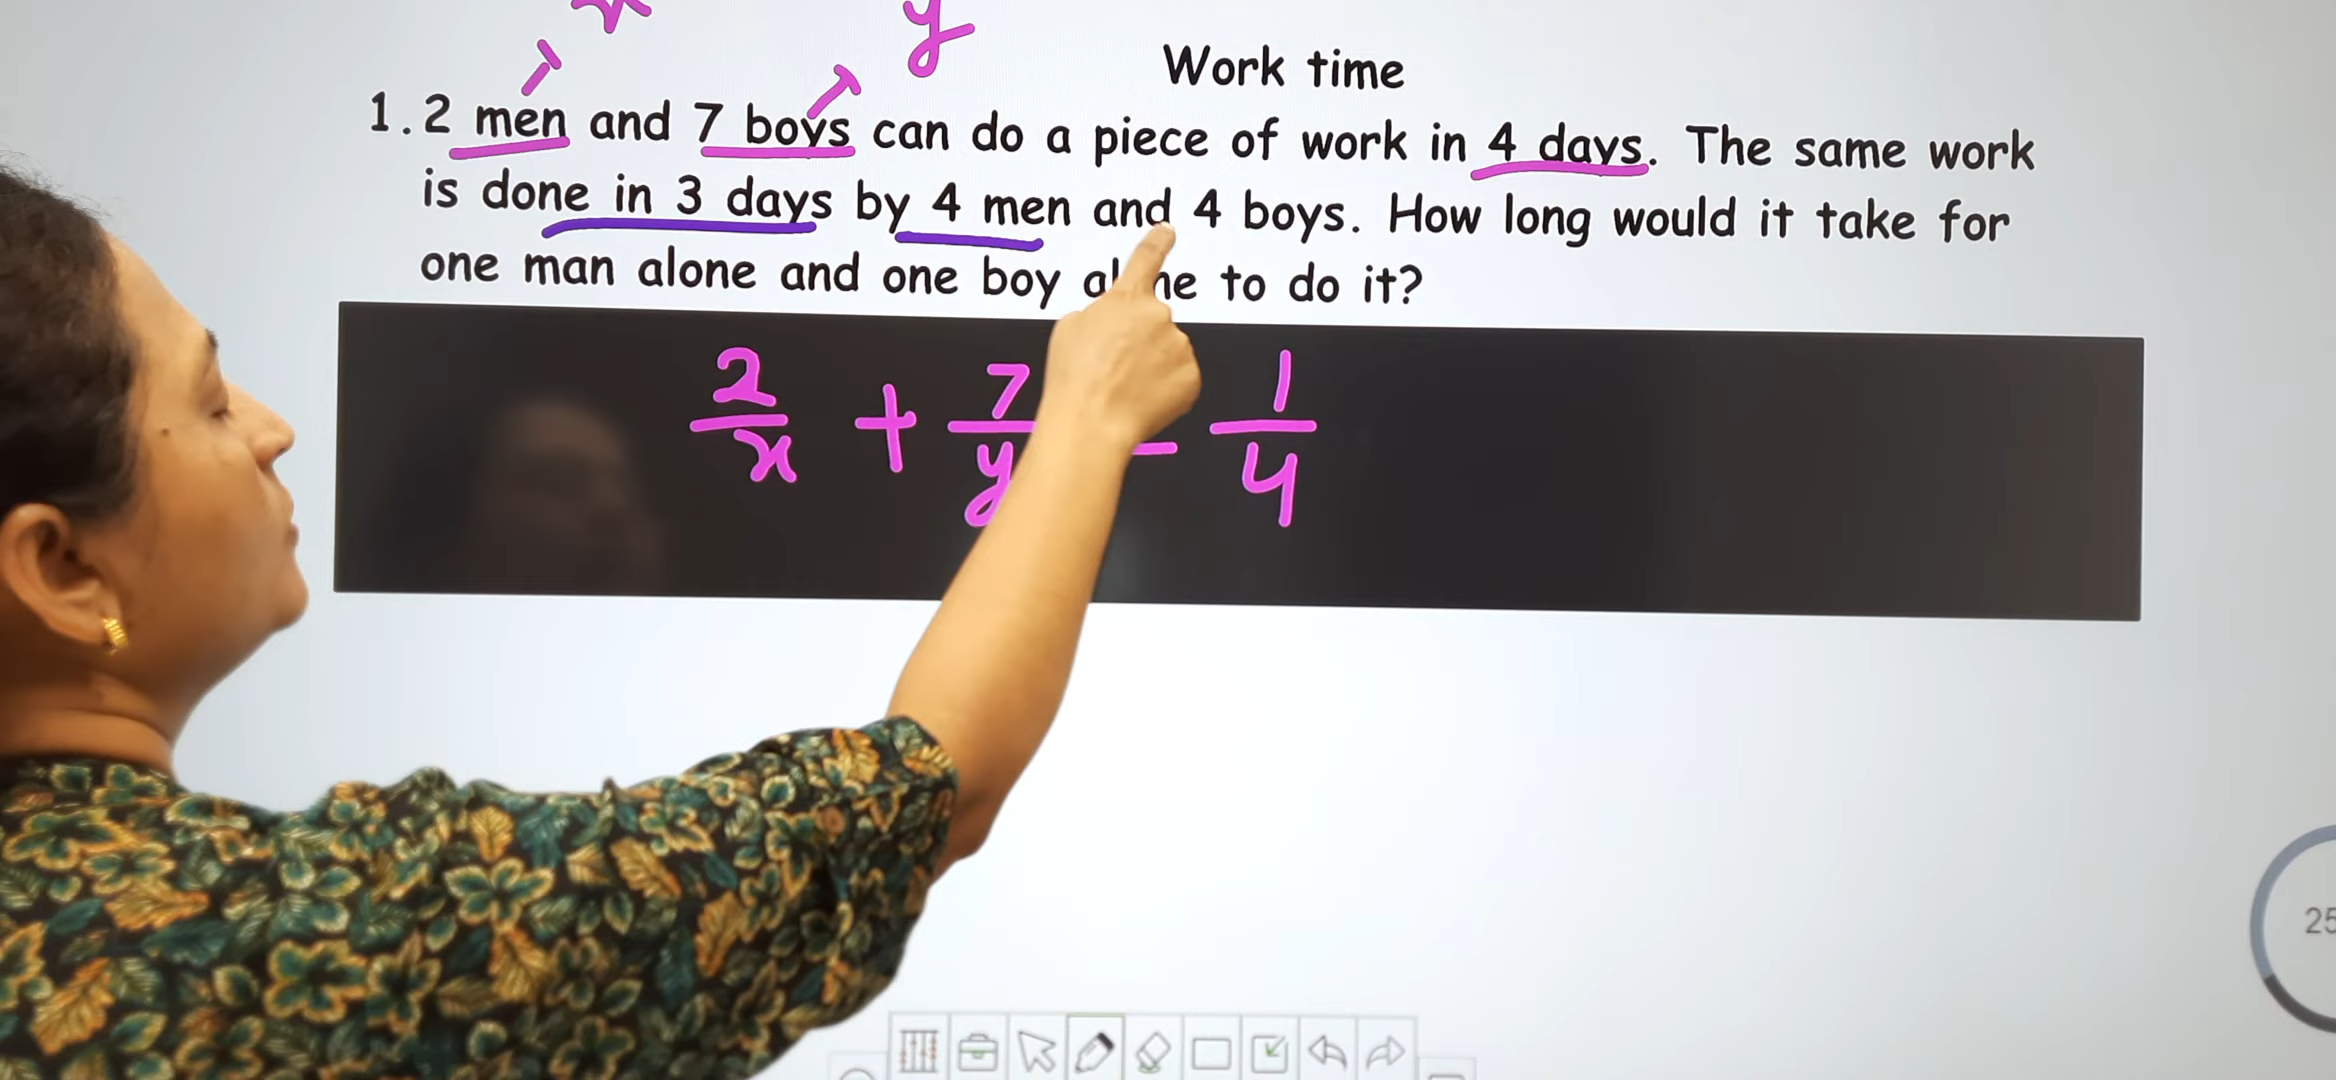 x y
Work time
1. 2 men and 7 boys can do a piece of work in 4 days. The same work
is done in 3 days by 4 men and 4 boys. How long would it take for
one man alone and one boy to do it?
2/x + 7/y = 1/4
25